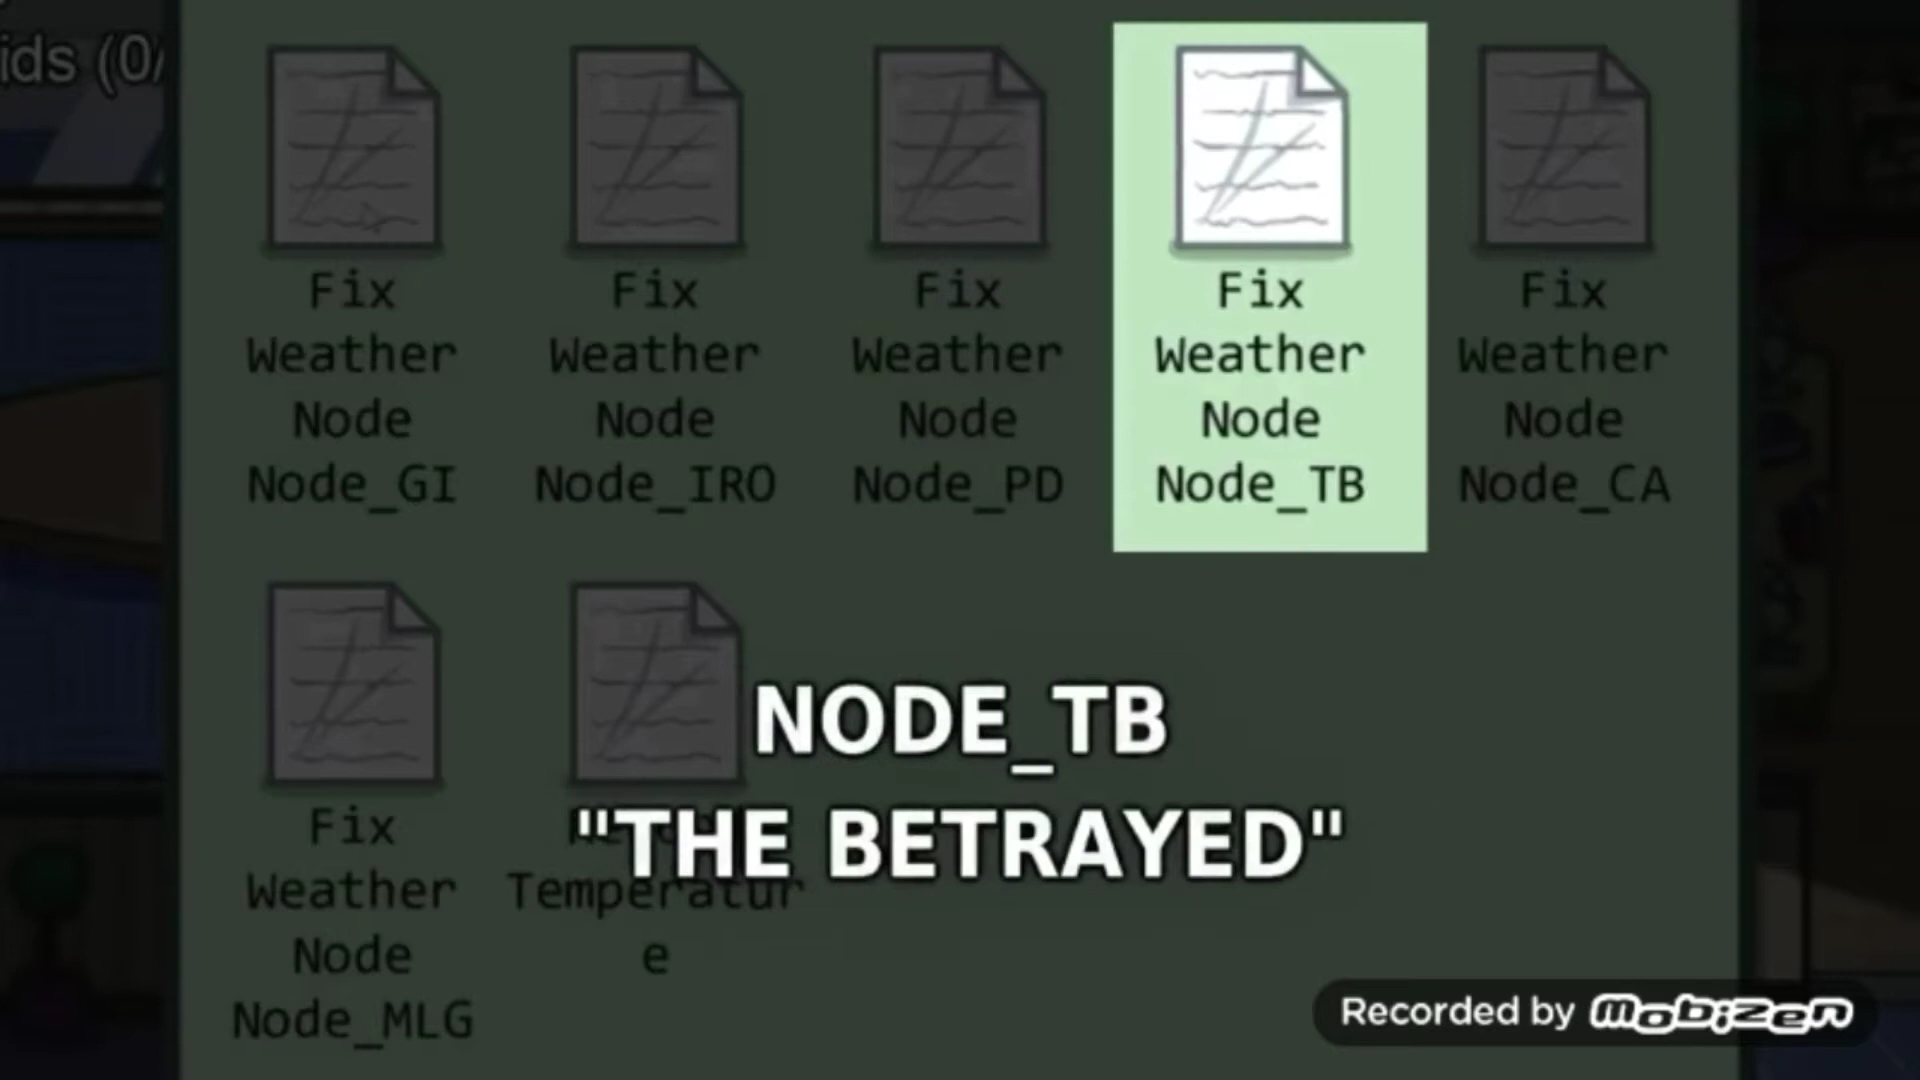 ids (0/
Fix
Weather
Node
Node_GI
Fix
Weather
Node
Node_IRO
Fix
Weather
Node
Node_PD
Fix
Weather
Node
Node_TB
Fix
Weather
Node
Node_CA
Fix
Weather
Node
Node_MLG
Temperatur
e
NODE_TB
"THE BETRAYED"
Recorded by mobizen